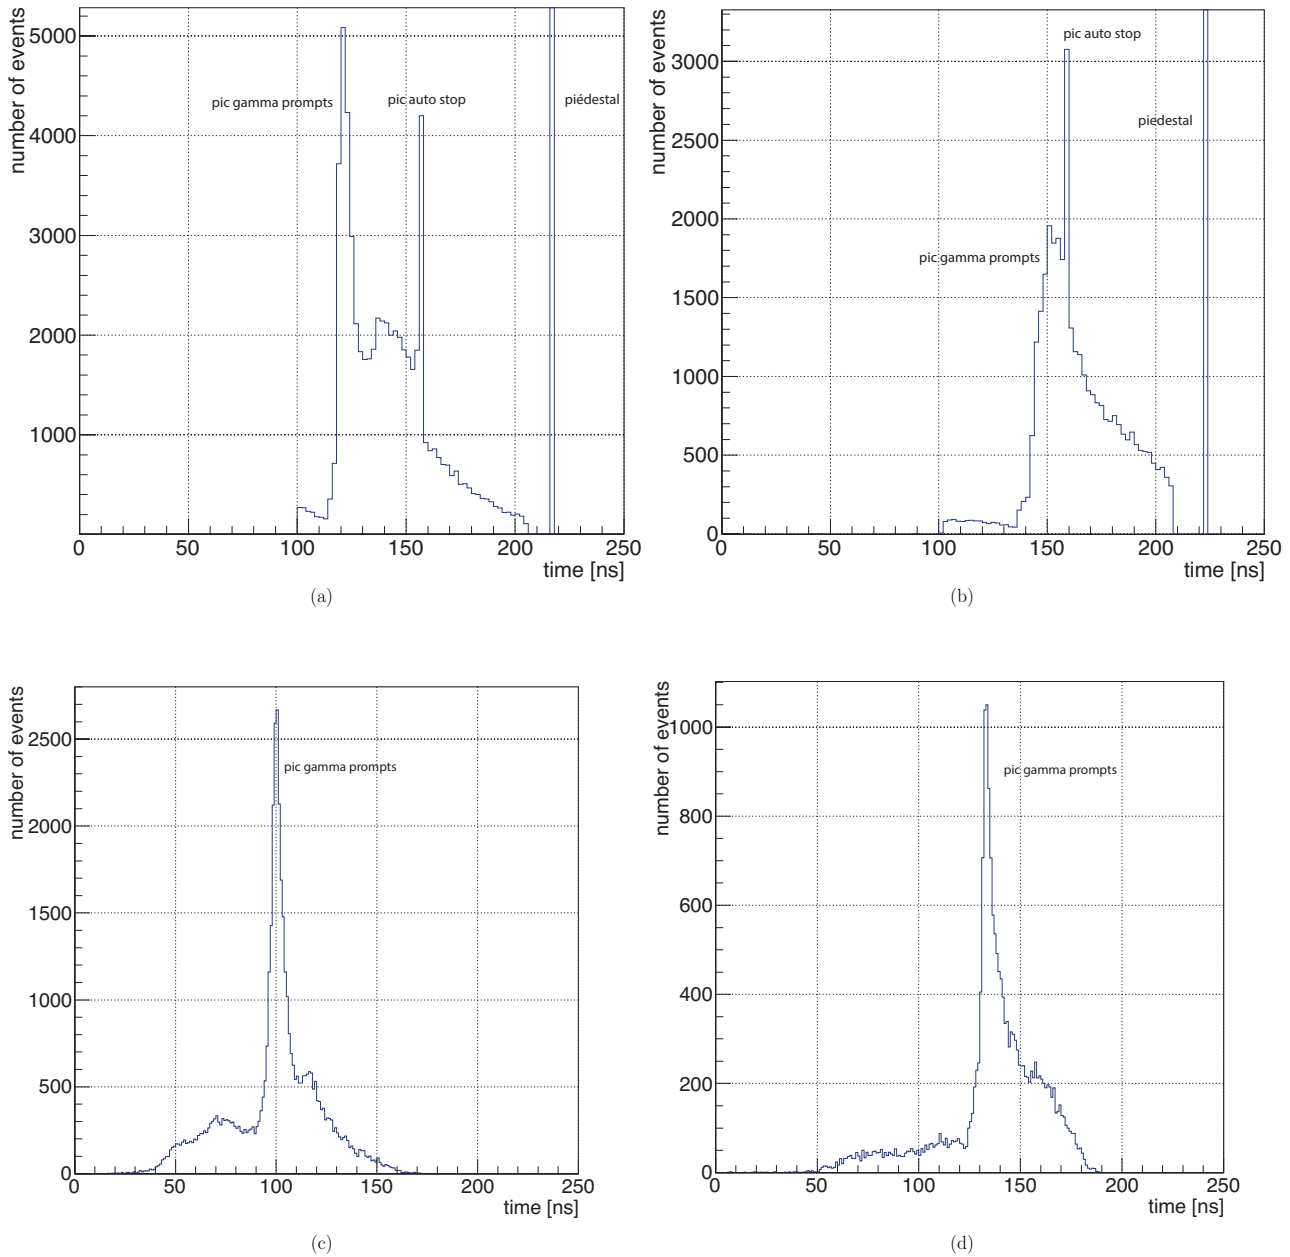 number of events
5000
4000
3000
2000
1000
pic gamma prompts
pic auto stop
piédestal
0 50 100 150 200 250
time [ns]
(a)
number of events
3000
2500
2000
1500
1000
500
0
pic auto stop
piedestal
pic gamma prompts
0 50 100 150 200 250
time [ns]
(b)
number of events
2500
2000
1500
1000
500
0
pic gamma prompts
0 50 100 150 200 250
time [ns]
(c)
number of events
1000
800
600
400
200
0
pic gamma prompts
0 50 100 150 200 250
time [ns]
(d)